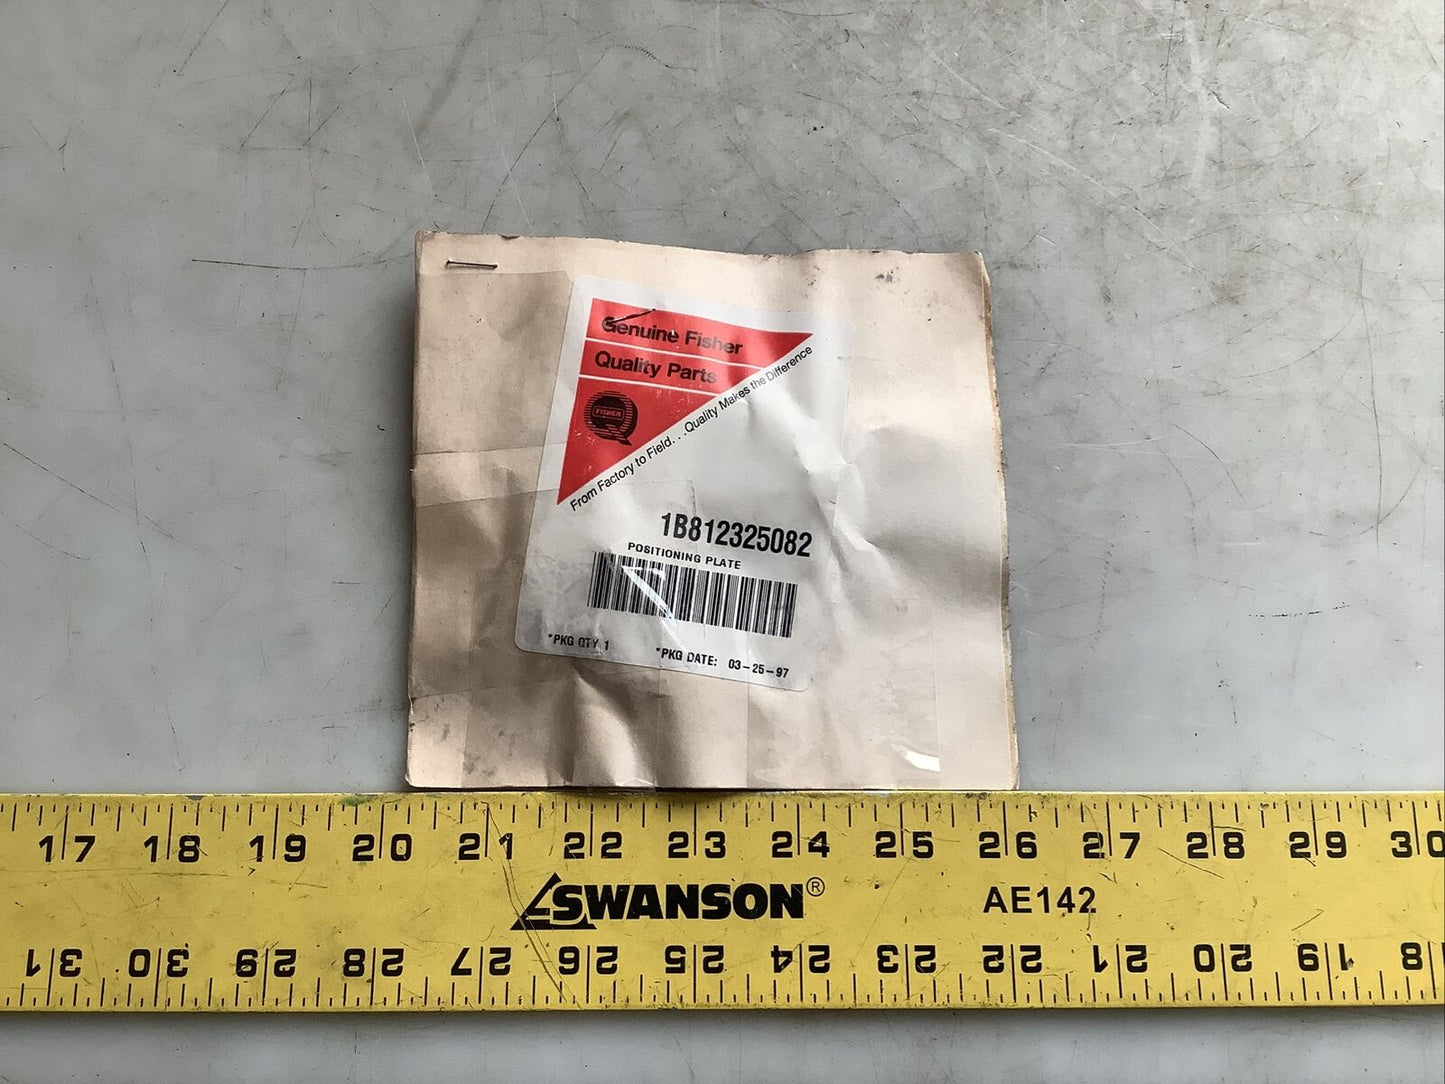 Genuine Fisher
Quality Parts
FISHER
From Factory to Field. . .Quality Makes the Difference
1B812325082
POSITIONING PLATE
*PKG QTY 1
*PKG DATE: 03-25-97
17 18 19 20 21 22 23 24 25 26 27 28 29 30
SWANSON®
AE142
31 30 29 28 27 26 25 24 23 22 21 20 19 18